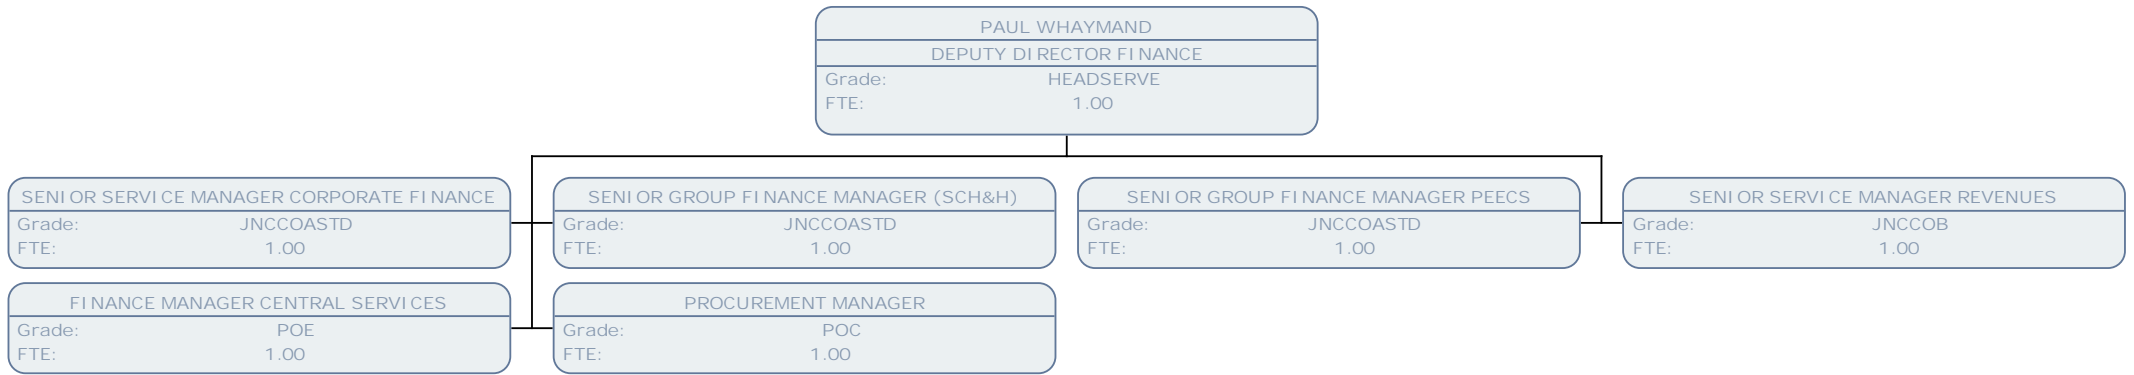 PAUL WHAYMAND
DEPUTY DIRECTOR FINANCE
Grade: HEADSERVE
FTE: 1.00
SENIOR SERVICE MANAGER CORPORATE FINANCE
Grade: JNCCOASTD
FTE: 1.00
SENIOR GROUP FINANCE MANAGER (SCH&H)
Grade: JNCCOASTD
FTE: 1.00
SENIOR GROUP FINANCE MANAGER PEECS
Grade: JNCCOASTD
FTE: 1.00
SENIOR SERVICE MANAGER REVENUES
Grade: JNCCOB
FTE: 1.00
FINANCE MANAGER CENTRAL SERVICES
Grade: POE
FTE: 1.00
PROCUREMENT MANAGER
Grade: POC
FTE: 1.00